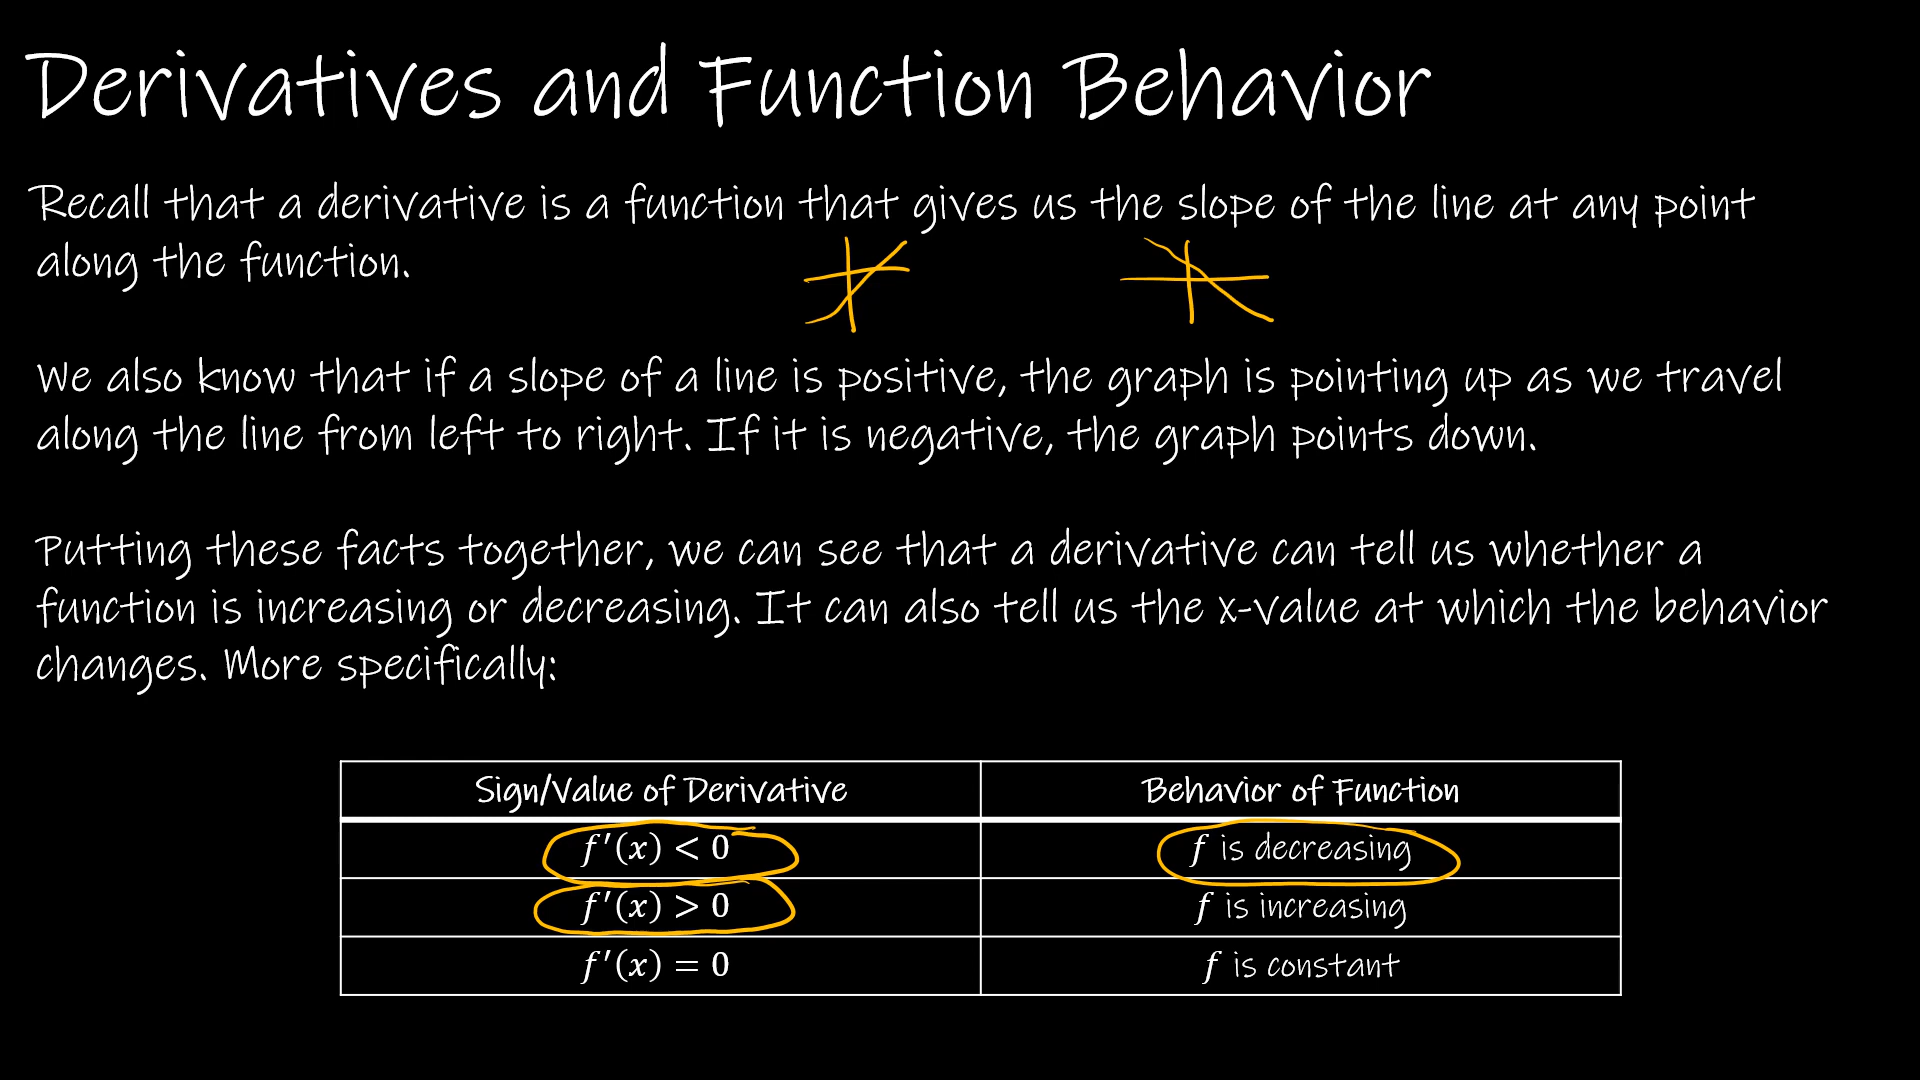 Derivatives and Function Behavior
Recall that a derivative is a function that gives us the slope of the line at any point
along the function.
We also know that if a slope of a line is positive, the graph is pointing up as we travel
along the line from left to right. If it is negative, the graph points down.
Putting these facts together, we can see that a derivative can tell us whether a
function is increasing or decreasing. It can also tell us the x-value at which the behavior
changes. More specifically:
Sign/Value of Derivative Behavior of Function
f′(x) < 0 f is decreasing
f′(x) > 0 f is increasing
f′(x) = 0 f is constant